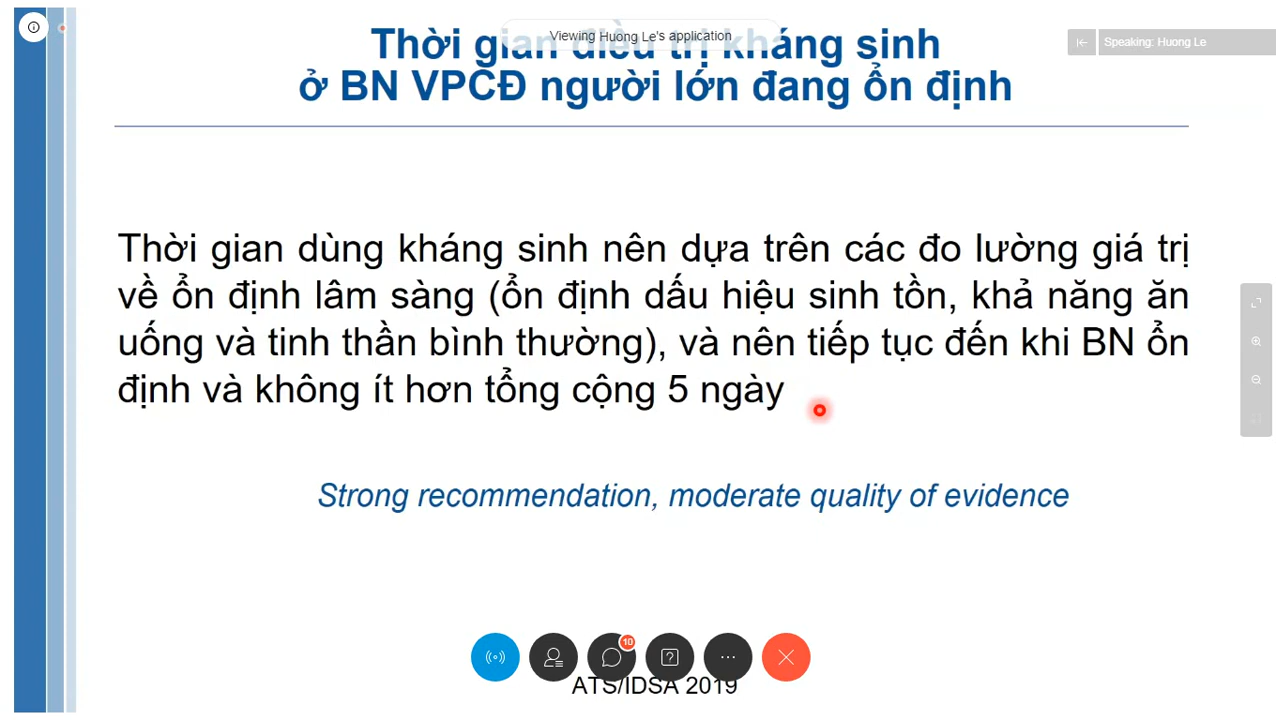 Viewing Huong Le's application
Speaking: Huong Le
Thời gian điều trị kháng sinh
ở BN VPCĐ người lớn đang ổn định
Thời gian dùng kháng sinh nên dựa trên các đo lường giá trị
về ổn định lâm sàng (ổn định dấu hiệu sinh tồn, khả năng ăn
uống và tinh thần bình thường), và nên tiếp tục đến khi BN ổn
định và không ít hơn tổng cộng 5 ngày
Strong recommendation, moderate quality of evidence
10
ATS/IDSA 2019